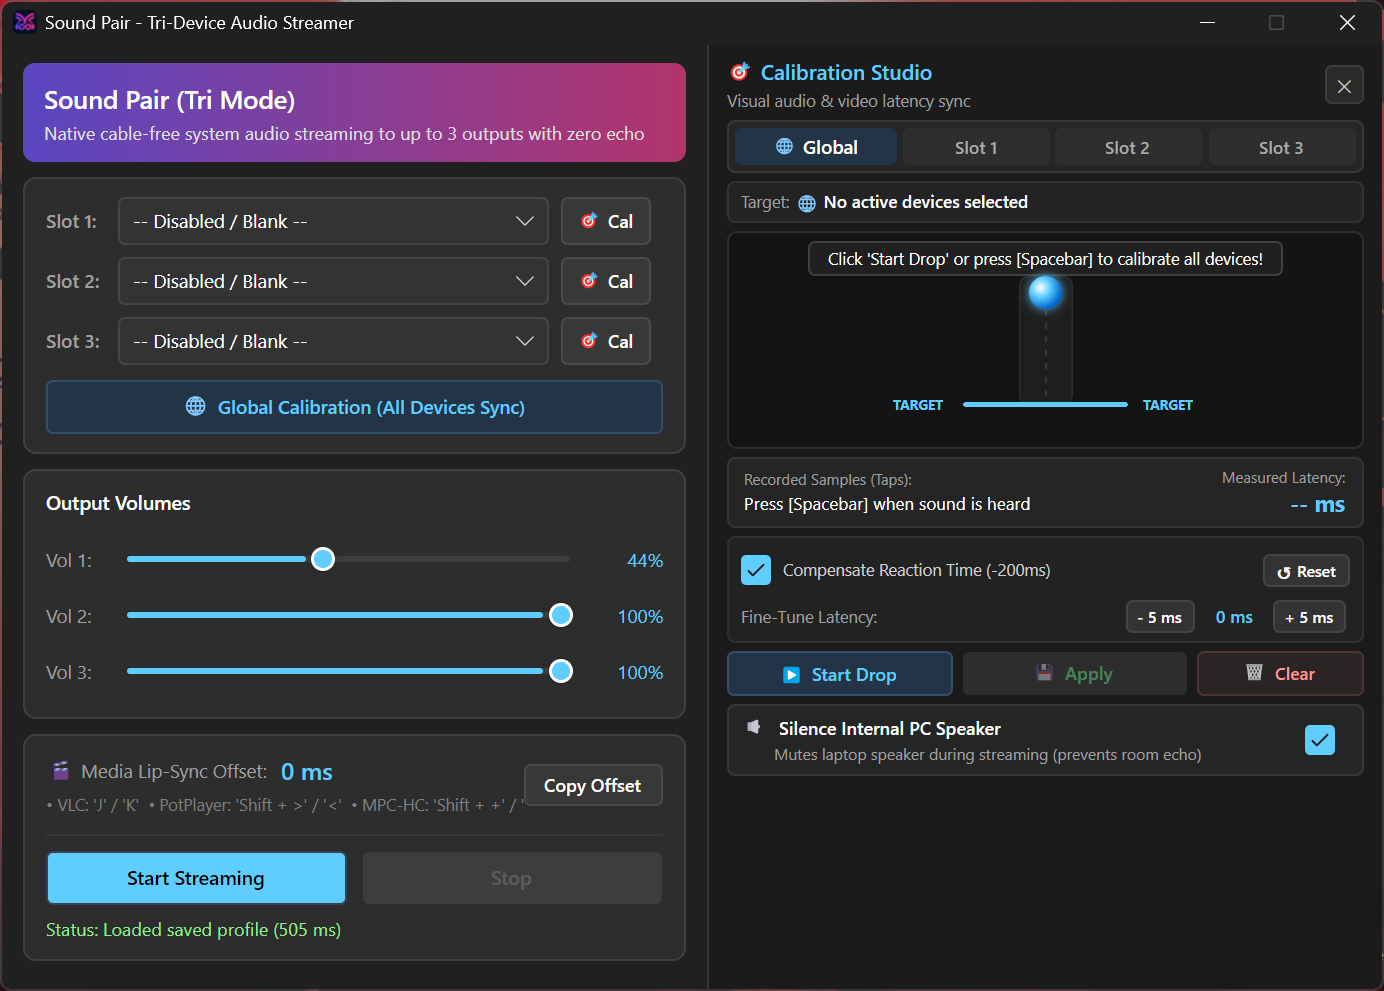 Sound Pair - Tri-Device Audio Streamer
Sound Pair (Tri Mode)
Native cable-free system audio streaming to up to 3 outputs with zero echo
Slot 1:
-- Disabled / Blank --
Cal
Slot 2:
-- Disabled / Blank --
Cal
Slot 3:
-- Disabled / Blank --
Cal
Global Calibration (All Devices Sync)
Output Volumes
Vol 1:
44%
Vol 2:
100%
Vol 3:
100%
Media Lip-Sync Offset: 0 ms
• VLC: 'J' / 'K' • PotPlayer: 'Shift + >' / '<' • MPC-HC: 'Shift + +' / '
Copy Offset
Start Streaming
Stop
Status: Loaded saved profile (505 ms)
Calibration Studio
Visual audio & video latency sync
Global
Slot 1
Slot 2
Slot 3
Target: No active devices selected
Click 'Start Drop' or press [Spacebar] to calibrate all devices!
TARGET
TARGET
Recorded Samples (Taps):
Press [Spacebar] when sound is heard
Measured Latency:
-- ms
Compensate Reaction Time (-200ms)
↺ Reset
Fine-Tune Latency:
- 5 ms
0 ms
+ 5 ms
Start Drop
Apply
Clear
Silence Internal PC Speaker
Mutes laptop speaker during streaming (prevents room echo)